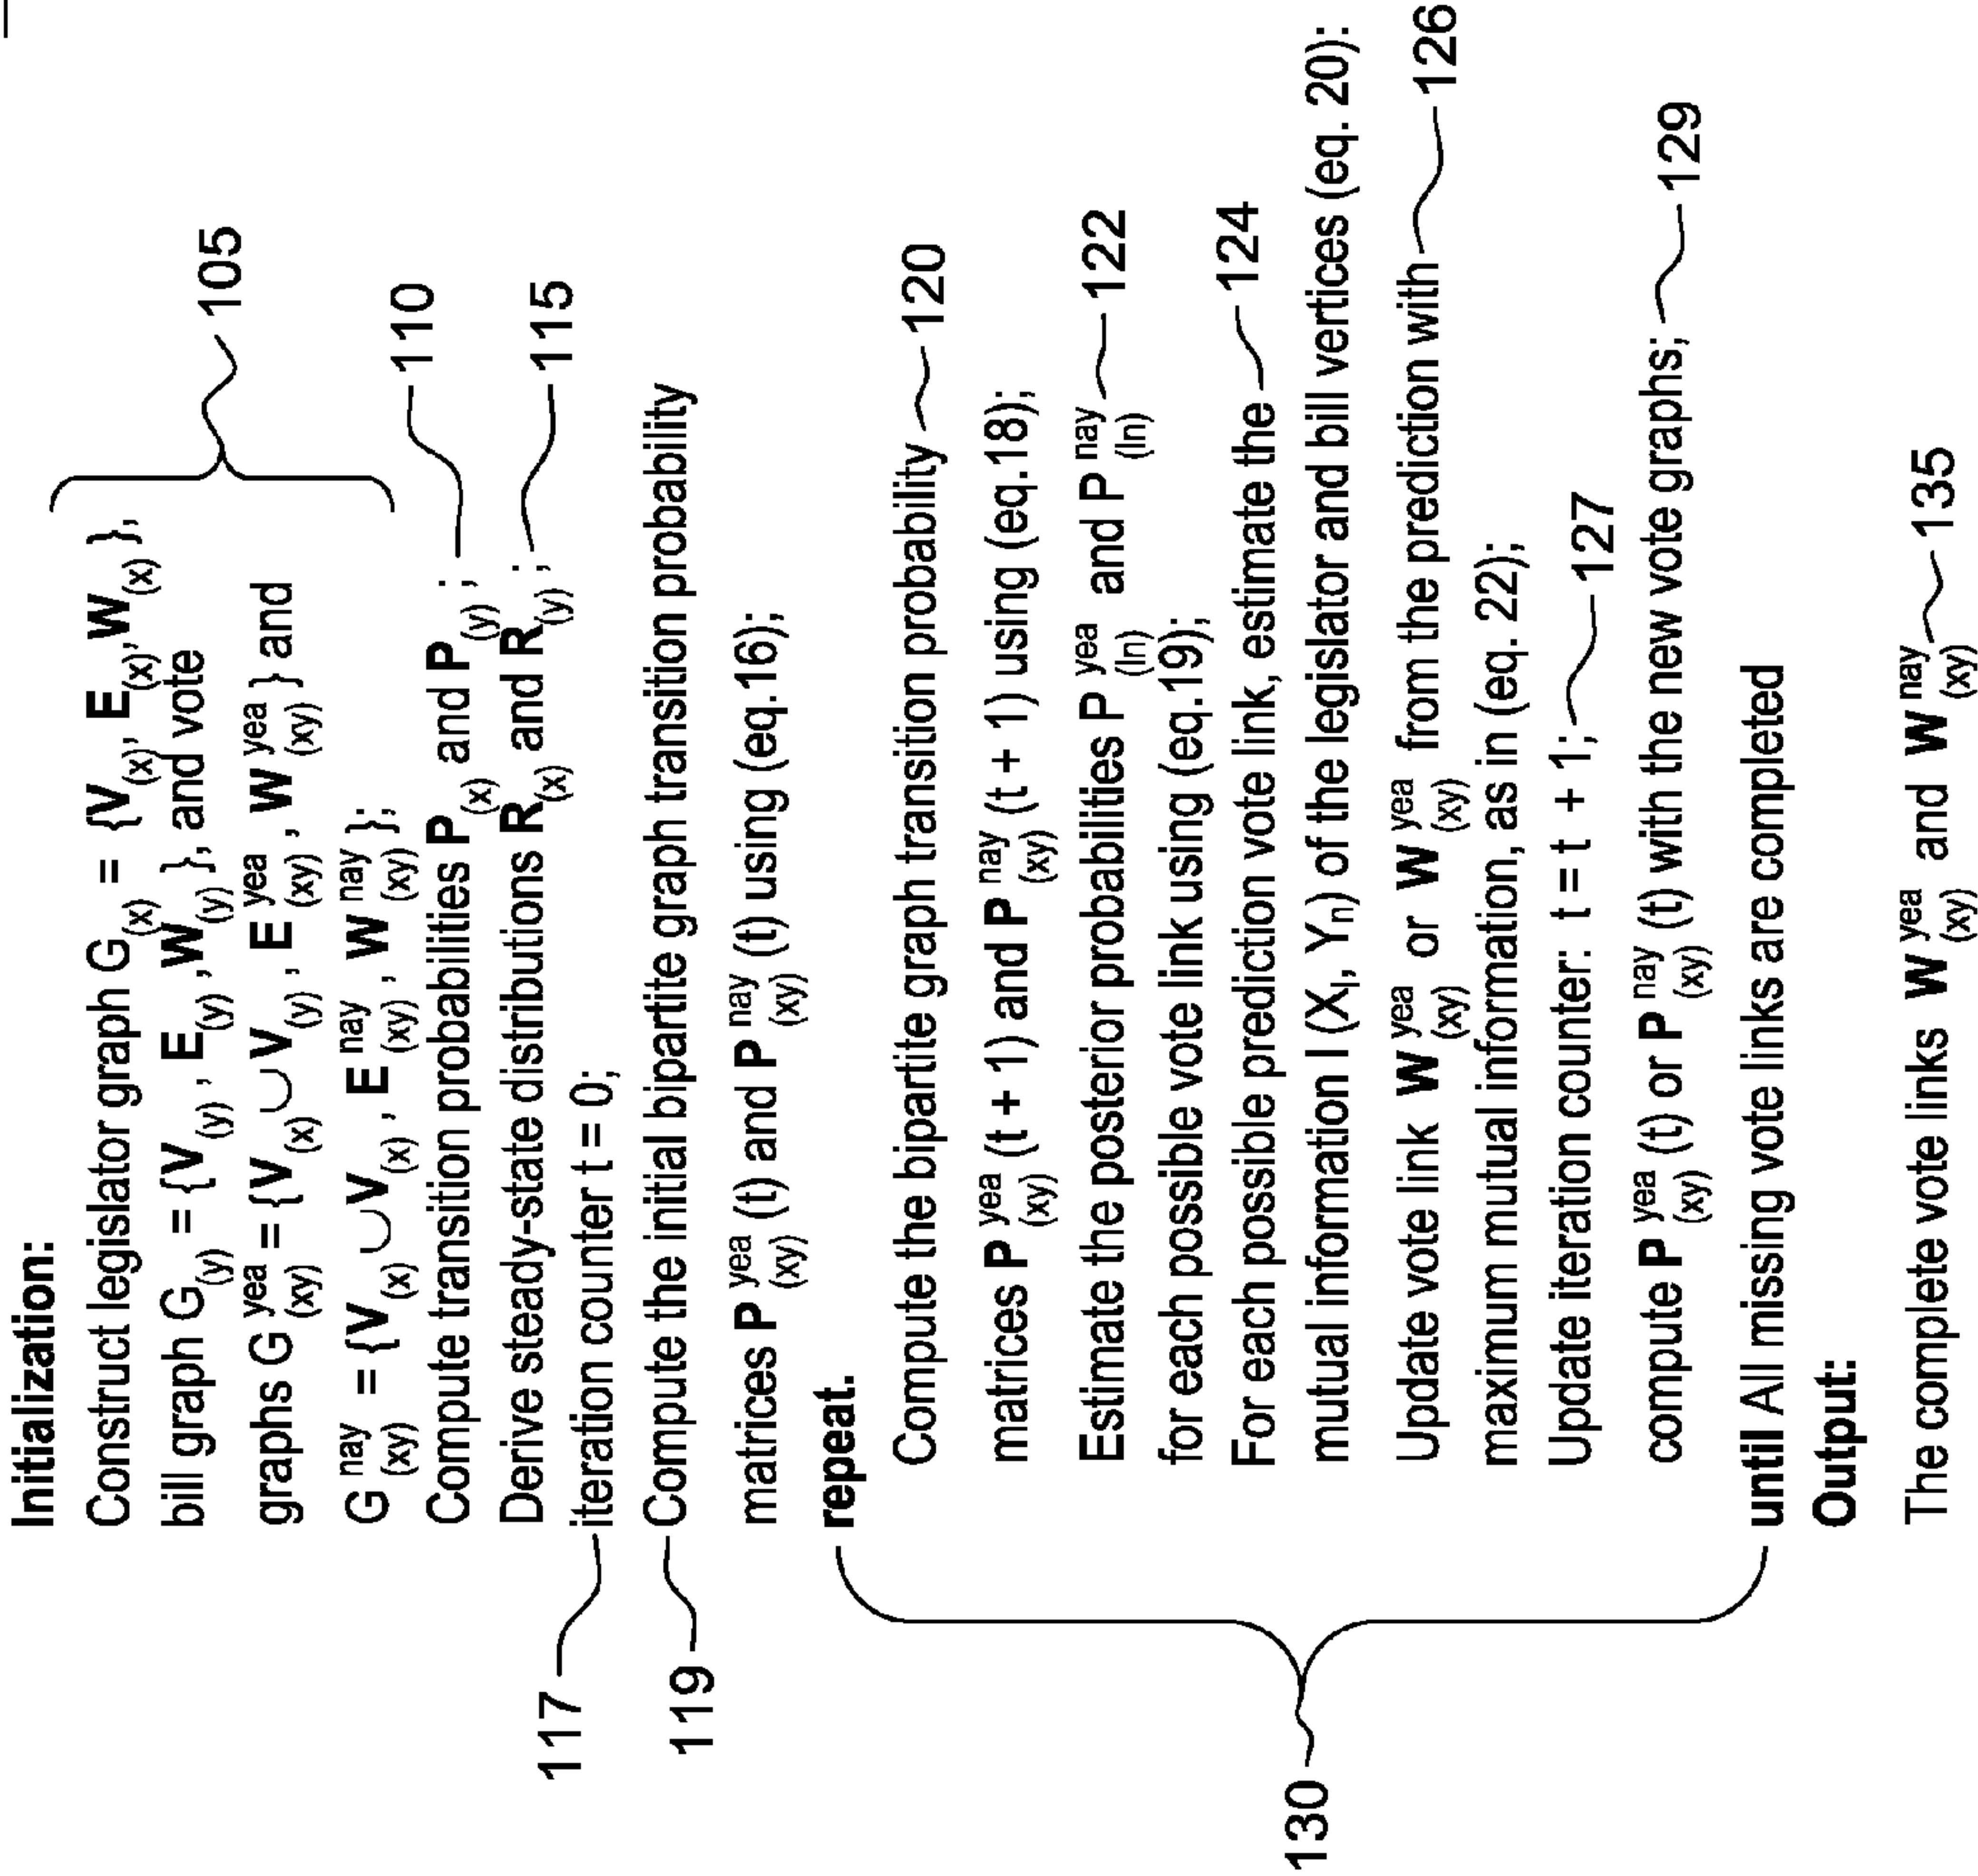 Initialization:
Construct legislator graph G(x) = {V(x), E(x), W(x) },
bill graph G(y) = {V(y), E(y), W(y) }, and vote
graphs G yea (xy) = {V(x) ∪ V(y), E yea (xy), W yea (xy) } and
G nay (xy) = {V(x) ∪ V(x), E nay (xy), W nay (xy) };
105
Compute transition probabilities P(x) and P(y);
110
Derive steady-state distributions R(x) and R(y);
115
117
iteration counter t = 0;
119
Compute the initial bipartite graph transition probability
matrices P yea (xy) (t) and P nay (xy) (t) using (eq.16);
repeat.
130
Compute the bipartite graph transition probability
120
matrices P yea (xy) (t + 1) and P nay (xy) (t + 1) using (eq.18);
Estimate the posterior probabilities P yea (ln) and P nay (ln)
122
for each possible vote link using (eq.19);
For each possible prediction vote link, estimate the
124
mutual information I (X, Yn) of the legislator and bill vertices (eq. 20):
Update vote link W yea (xy) or W yea (xy) from the prediction with
126
maximum mutual information, as in (eq. 22);
Update iteration counter: t = t + 1;
127
compute P yea (xy) (t) or P nay (xy) (t) with the new vote graphs;
129
until All missing vote links are completed
Output:
The complete vote links W yea (xy) and W nay (xy)
135